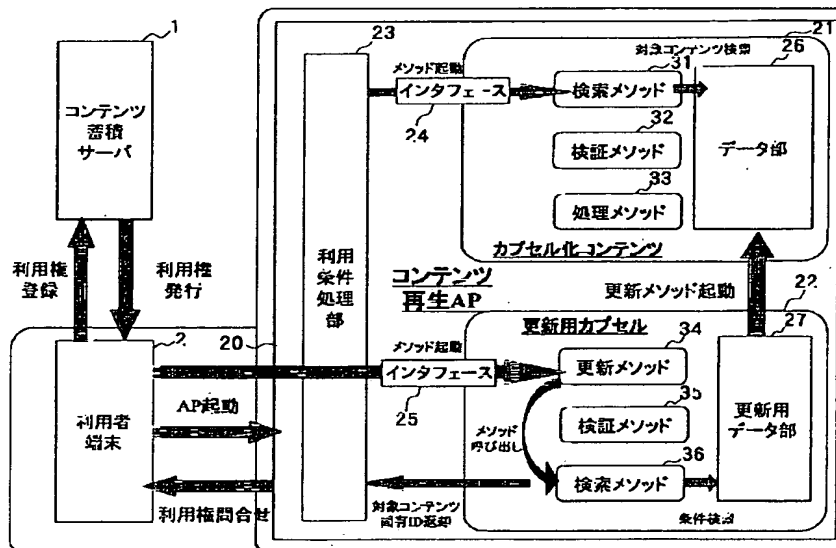 1
コンテンツ
蓄積
サーバ
利用権
登録
利用権
発行
2
利用者
端末
AP起動
利用権問合せ
20
23
利用
条件
処理
部
メソッド起動
インタフェース
24
コンテンツ
再生AP
21
対象コンテンツ検索
31
検索メソッド
32
検証メソッド
33
処理メソッド
26
データ部
カプセル化コンテンツ
更新メソッド起動
22
更新用カプセル
メソッド起動
インタフェース
25
34
更新メソッド
35
検証メソッド
メソッド
呼び出し
36
検索メソッド
27
更新用
データ部
条件検索
対象コンテンツ
固有ID返却